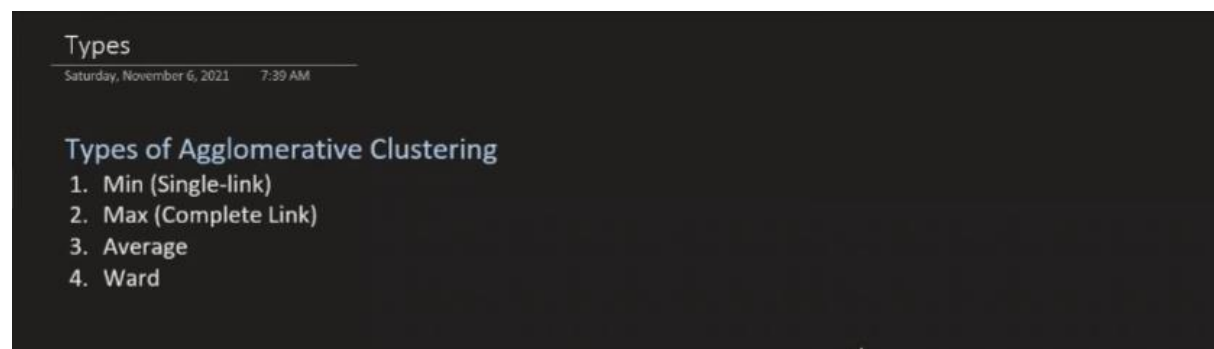 Types
Saturday, November 6, 2021 7:39 AM
Types of Agglomerative Clustering
1. Min (Single-link)
2. Max (Complete Link)
3. Average
4. Ward